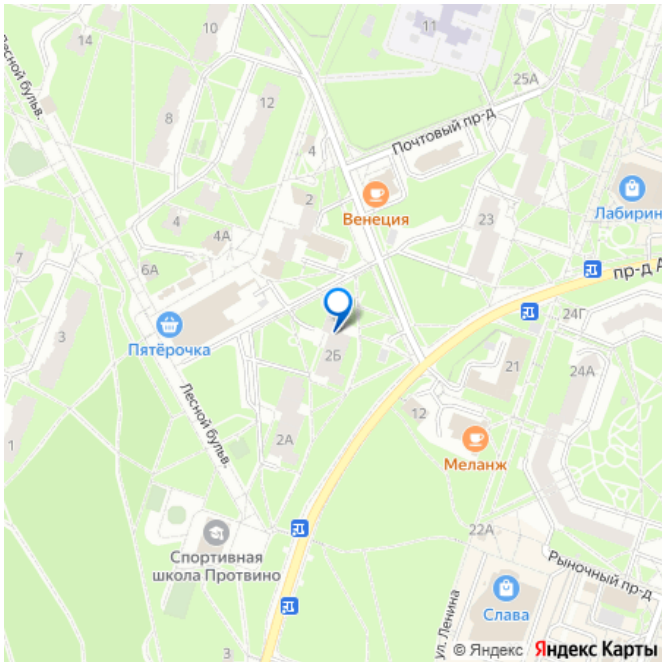 14
10
11
Лесной бульв.
25А
12
8
4
Почтовый пр-д
2
Венеция
Лабирин
4
4А
23
7
6А
пр-д А
24Г
3
Пятёрочка
2Б
21
24А
Лесной бульв.
12
1
2А
Меланж
22А
Спортивная
школа Протвино
Рыночный пр-д
Слава
ул. Ленина
3
© Яндекс Яндекс Карты